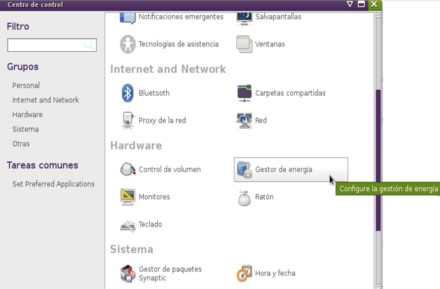 Centro de control
Filtro
Grupos
Personal
Internet and Network
Hardware
Sistema
Otras
Tareas comunes
Set Preferred Applications
Notificaciones emergentes
Salvapantallas
Tecnologías de asistencia
Ventanas
Internet and Network
Bluetooth
Carpetas compartidas
Proxy de la red
Red
Hardware
Control de volumen
Gestor de energía
Configure la gestión de energía
Monitores
Ratón
Teclado
Sistema
Gestor de paquetes
Synaptic
Hora y fecha